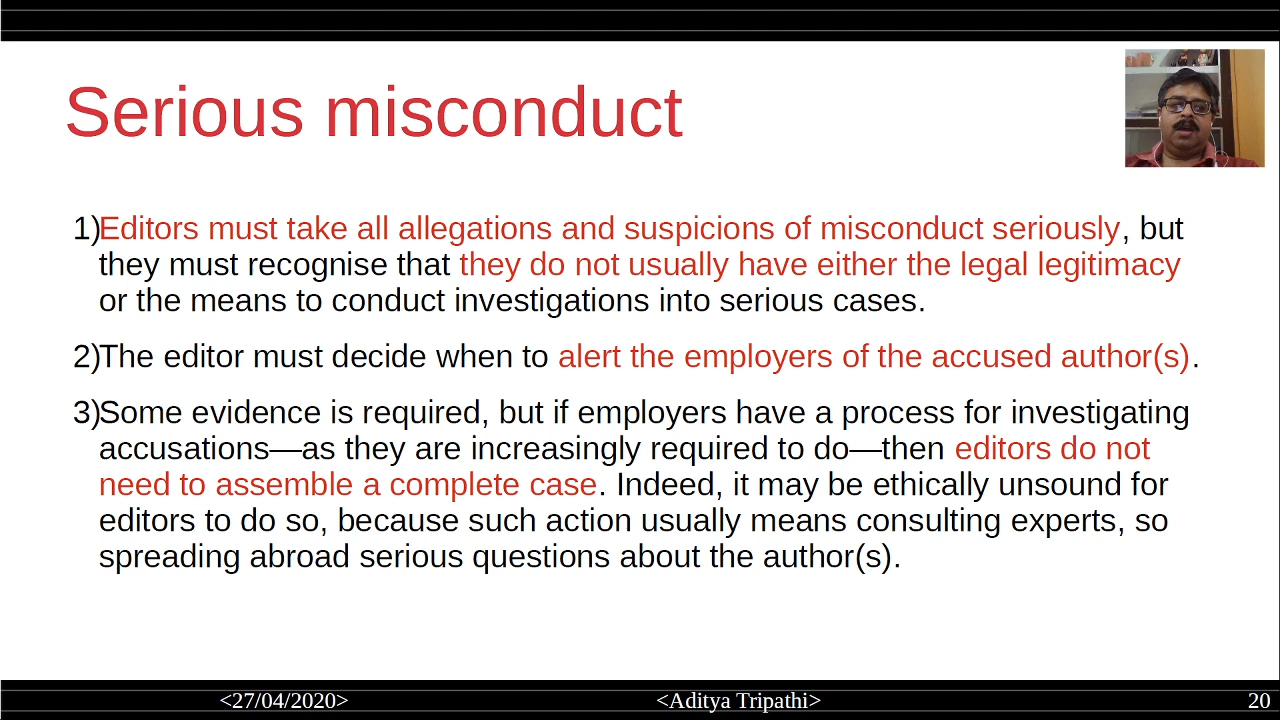 Serious misconduct
1)Editors must take all allegations and suspicions of misconduct seriously, but
they must recognise that they do not usually have either the legal legitimacy
or the means to conduct investigations into serious cases.
2)The editor must decide when to alert the employers of the accused author(s).
3)Some evidence is required, but if employers have a process for investigating
accusations—as they are increasingly required to do—then editors do not
need to assemble a complete case. Indeed, it may be ethically unsound for
editors to do so, because such action usually means consulting experts, so
spreading abroad serious questions about the author(s).
<27/04/2020> <Aditya Tripathi> 20